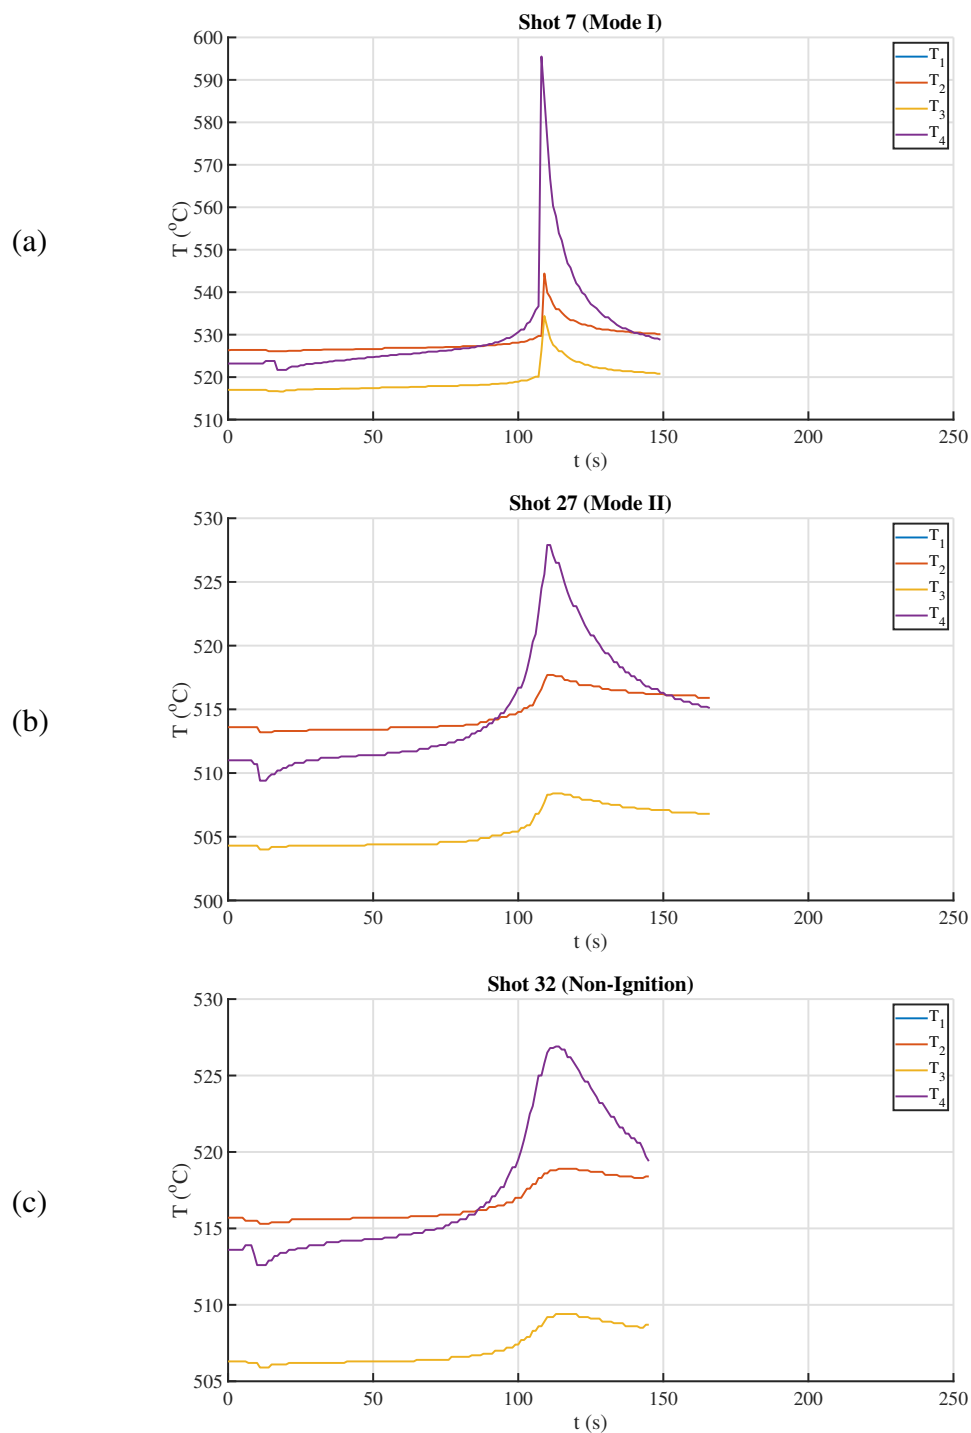 Shot 7 (Mode I)
(a)
T (°C)
600
590
580
570
560
550
540
530
520
510
0 50 100 150 200 250
t (s)
T1
T2
T3
T4
Shot 27 (Mode II)
(b)
T (°C)
530
525
520
515
510
505
500
0 50 100 150 200 250
t (s)
T1
T2
T3
T4
Shot 32 (Non-Ignition)
(c)
T (°C)
530
525
520
515
510
505
0 50 100 150 200 250
t (s)
T1
T2
T3
T4